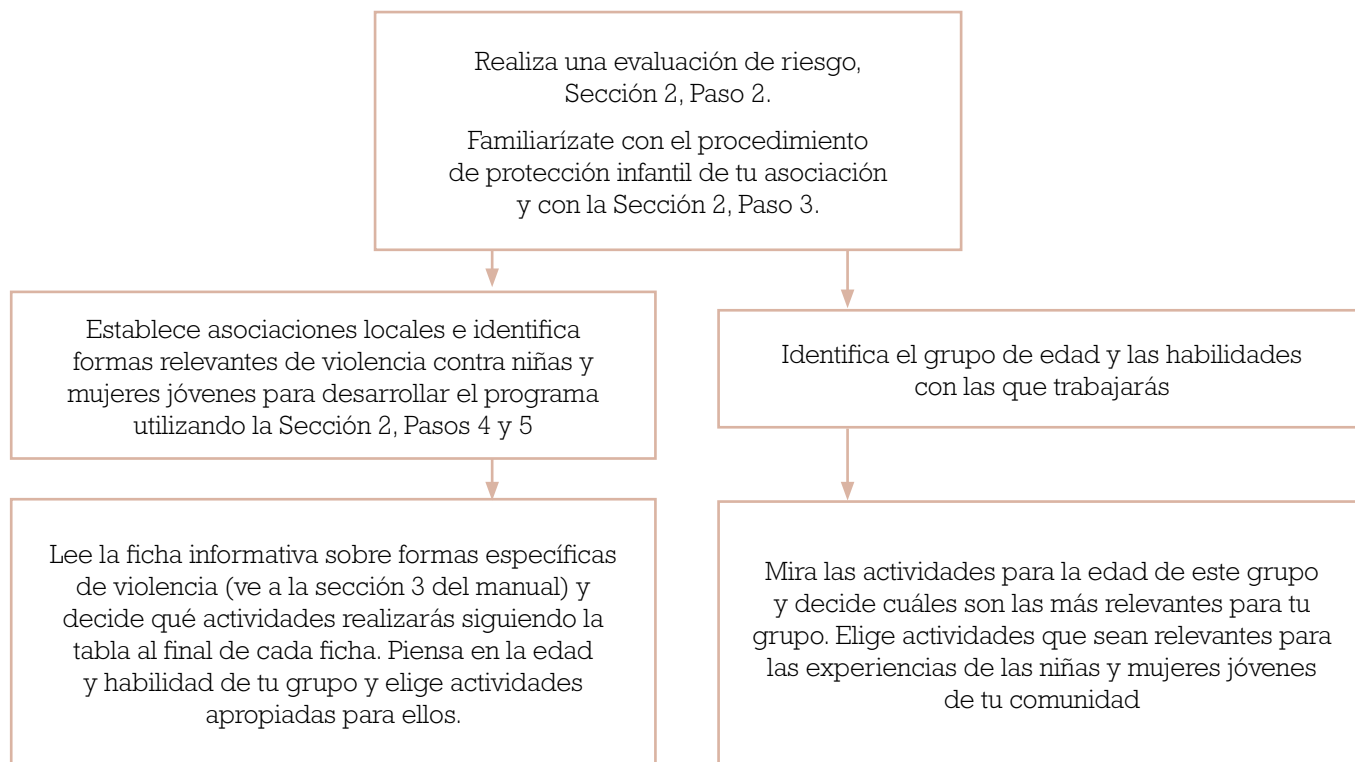 Realiza una evaluación de riesgo,
Sección 2, Paso 2.
Familiarízate con el procedimiento
de protección infantil de tu asociación
y con la Sección 2, Paso 3.
Establece asociaciones locales e identifica
formas relevantes de violencia contra niñas y
mujeres jóvenes para desarrollar el programa
utilizando la Sección 2, Pasos 4 y 5
Identifica el grupo de edad y las habilidades
con las que trabajarás
Lee la ficha informativa sobre formas específicas
de violencia (ve a la sección 3 del manual) y
decide qué actividades realizarás siguiendo la
tabla al final de cada ficha. Piensa en la edad
y habilidad de tu grupo y elige actividades
apropiadas para ellos.
Mira las actividades para la edad de este grupo
y decide cuáles son las más relevantes para tu
grupo. Elige actividades que sean relevantes para
las experiencias de las niñas y mujeres jóvenes
de tu comunidad